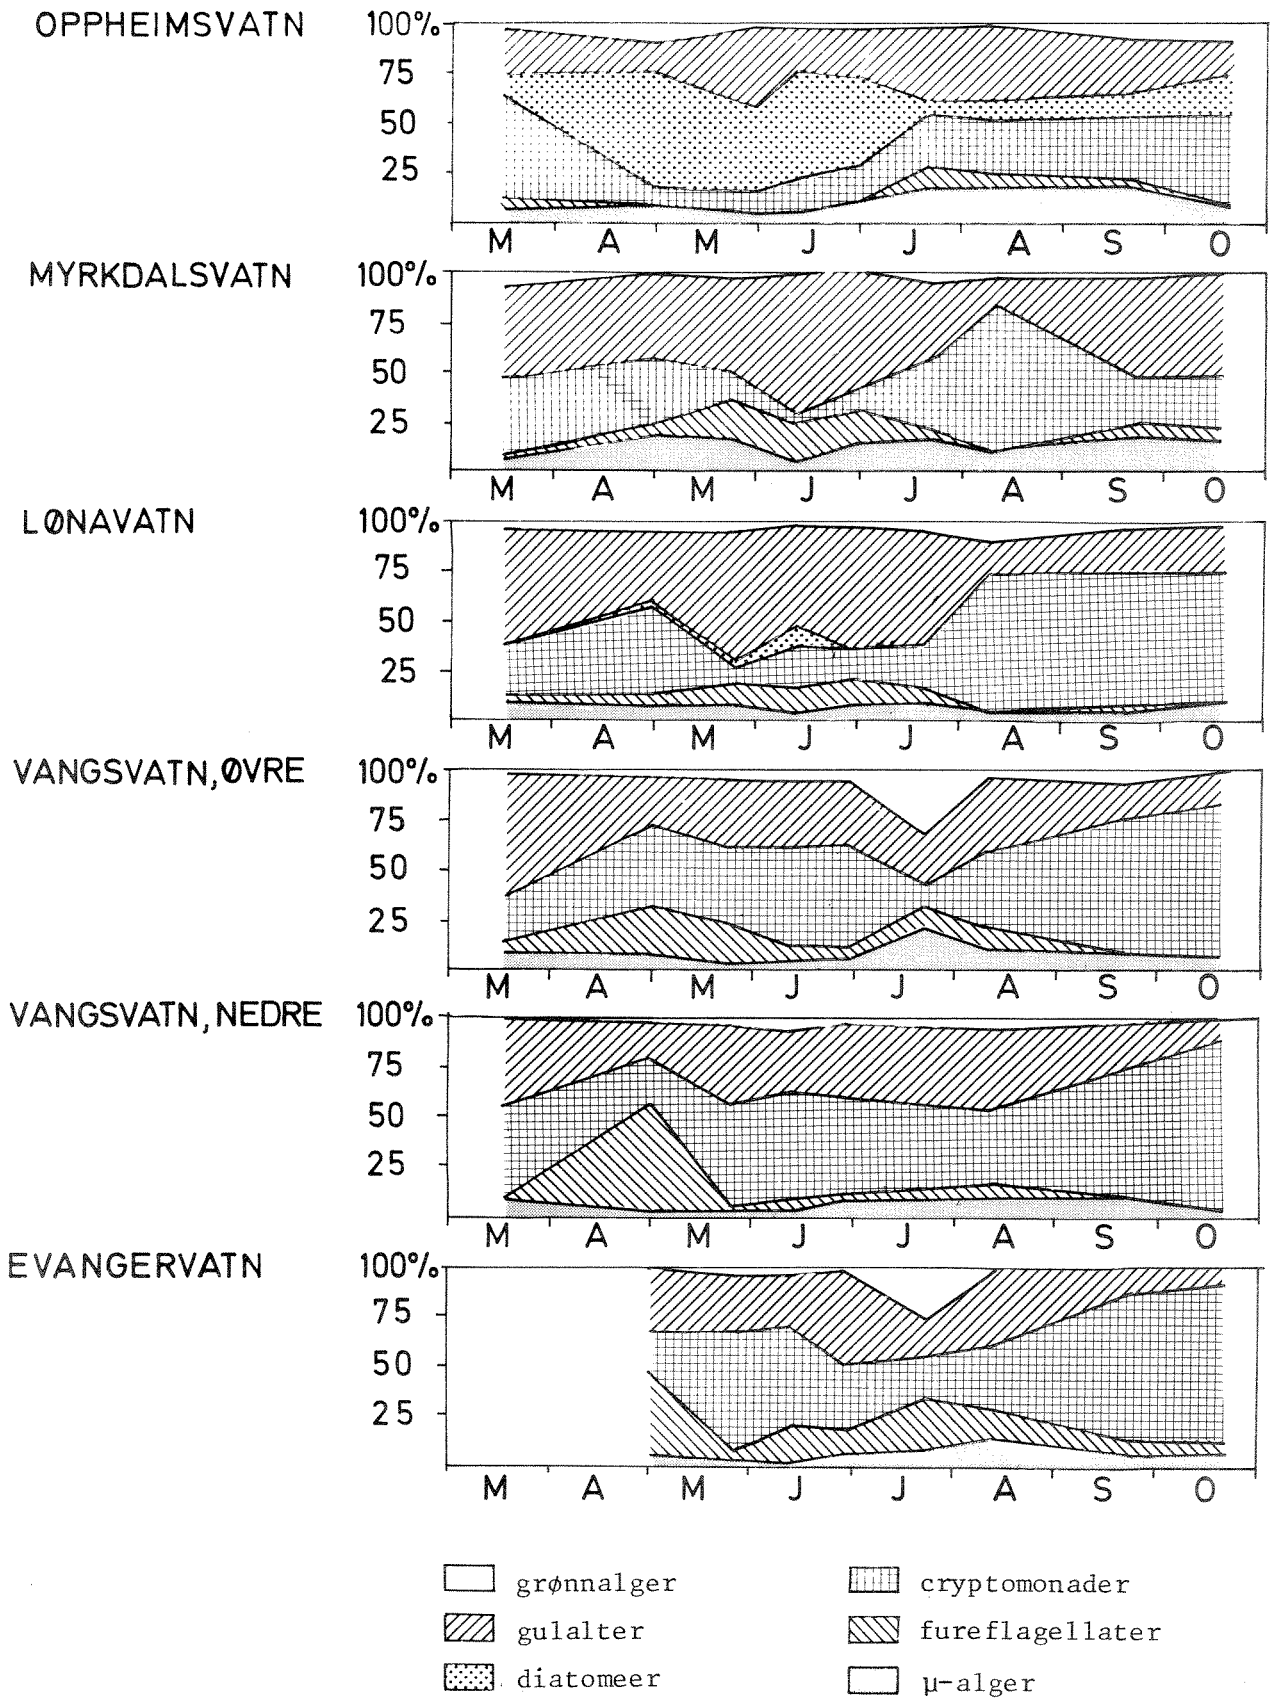 OPPHEIMSVATN 100%
75
50
25
M A M J J A S O
MYRKDALSVATN 100%
75
50
25
M A M J J A S O
LØNAVATN 100%
75
50
25
M A M J J A S O
VANGSVATN, ØVRE 100%
75
50
25
M A M J J A S O
VANGSVATN, NEDRE 100%
75
50
25
M A M J J A S O
EVANGERVATN 100%
75
50
25
M A M J J A S O
grønnalger cryptomonader
gulalter fureflagellater
diatomeer µ-alger